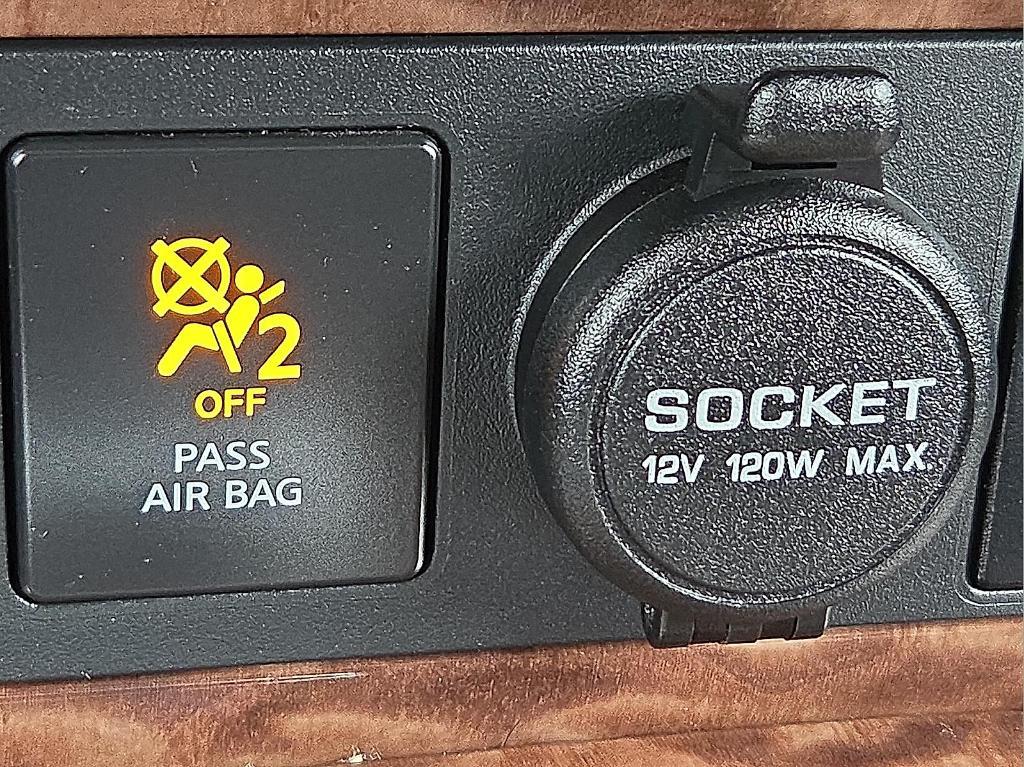 2
OFF
PASS
AIR BAG
SOCKET
12V 120W MAX